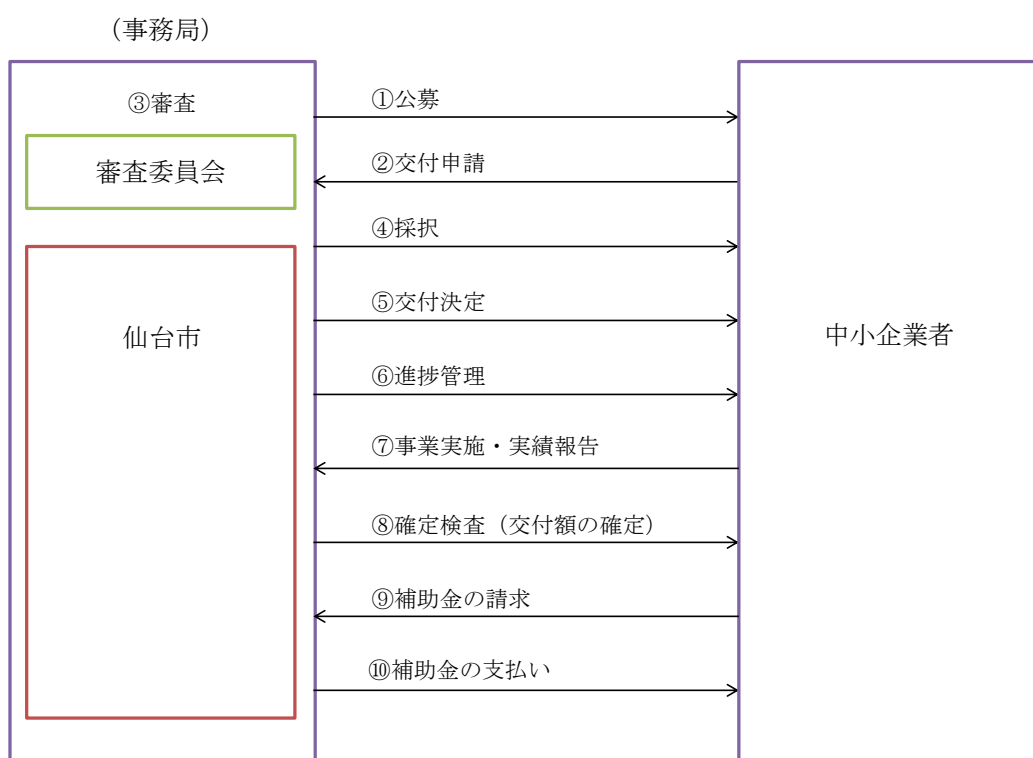 （事務局）
③審査
審査委員会
仙台市
①公募
②交付申請
④採択
⑤交付決定
⑥進捗管理
⑦事業実施・実績報告
⑧確定検査（交付額の確定）
⑨補助金の請求
⑩補助金の支払い
中小企業者